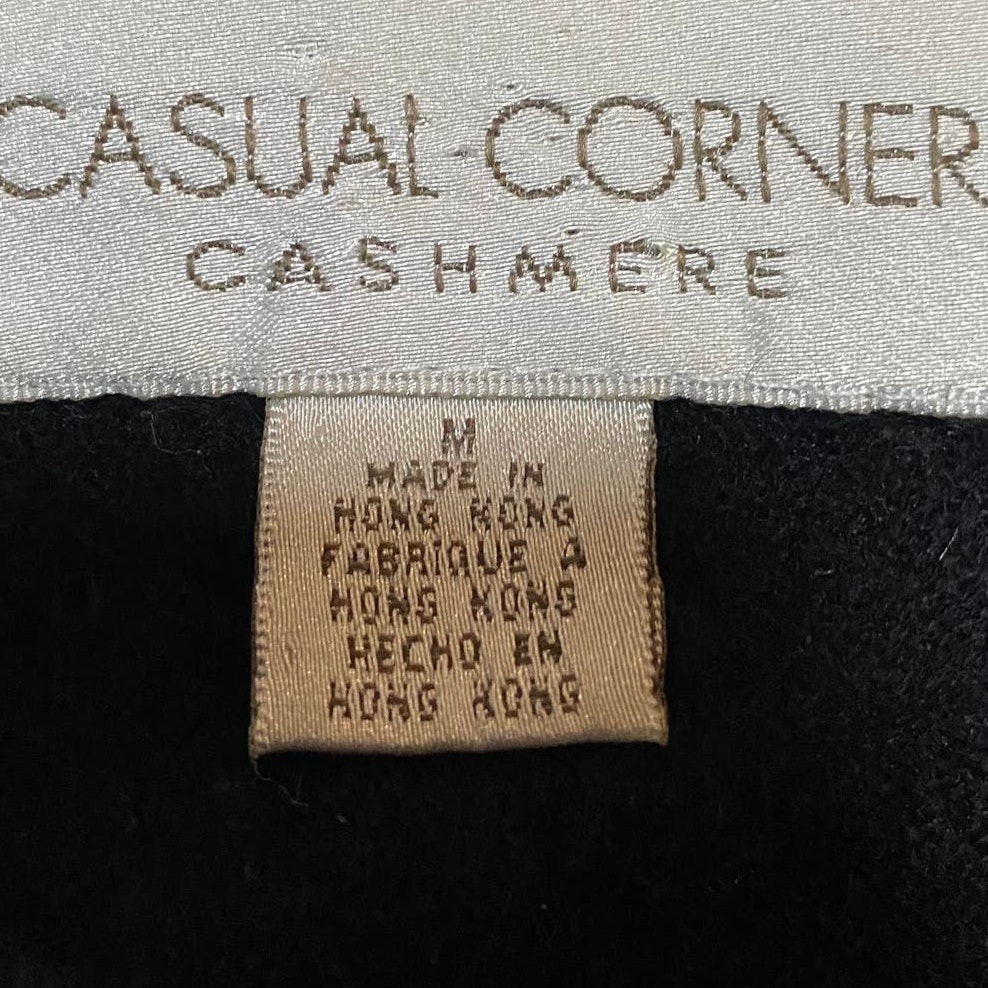 CASUAL CORNER
CASHMERE
M
MADE IN
HONG KONG
FABRIQUE A
HONG KONG
HECHO EN
HONG KONG